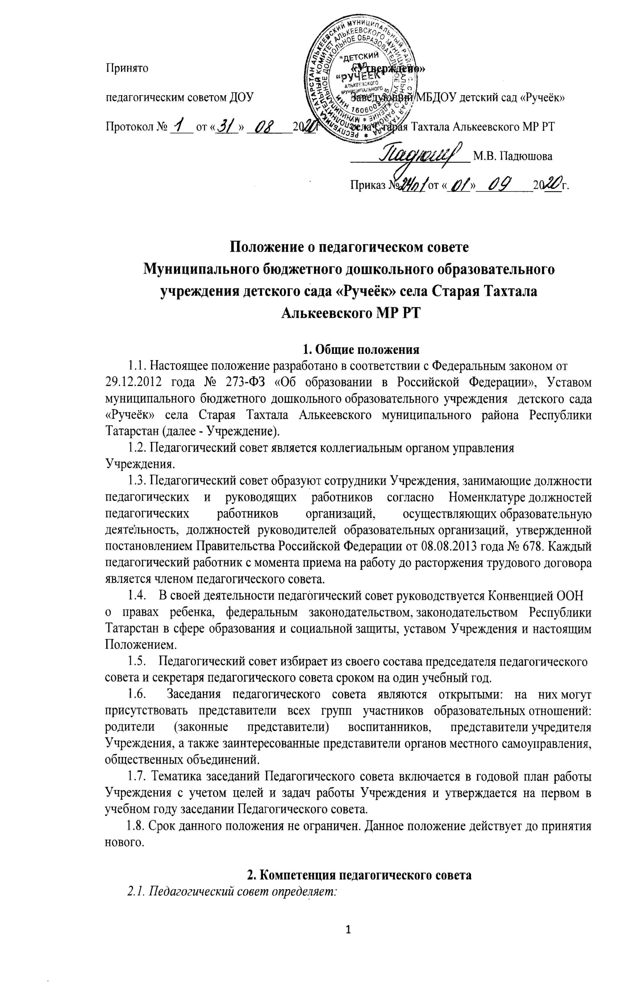 Принято
«Утверждено»
педагогическим советом ДОУ
Заведующий МБДОУ детский сад «Ручеёк»
Протокол № 1 от «31» 08 2020 г
села Старая Тахтала Алькеевского МР РТ
М.В. Падюшова
Приказ № 24п1 от «01» 09 2020 г.
"ДЕТСКИЙ
САД
"РУЧЕЕК"
АЛЬКЕЕВСКОГО
МУНИЦИПАЛЬНОГО
Положение о педагогическом совете
Муниципального бюджетного дошкольного образовательного
учреждения детского сада «Ручеёк» села Старая Тахтала
Алькеевского МР РТ
1. Общие положения
1.1. Настоящее положение разработано в соответствии с Федеральным законом от
29.12.2012 года № 273-ФЗ «Об образовании в Российской Федерации», Уставом
муниципального бюджетного дошкольного образовательного учреждения детского сада
«Ручеёк» села Старая Тахтала Алькеевского муниципального района Республики
Татарстан (далее - Учреждение).
1.2. Педагогический совет является коллегиальным органом управления
Учреждения.
1.3. Педагогический совет образуют сотрудники Учреждения, занимающие должности
педагогических и руководящих работников согласно Номенклатуре должностей
педагогических работников организаций, осуществляющих образовательную
деятельность, должностей руководителей образовательных организаций, утвержденной
постановлением Правительства Российской Федерации от 08.08.2013 года № 678. Каждый
педагогический работник с момента приема на работу до расторжения трудового договора
является членом педагогического совета.
1.4. В своей деятельности педагогический совет руководствуется Конвенцией ООН
о правах ребенка, федеральным законодательством, законодательством Республики
Татарстан в сфере образования и социальной защиты, уставом Учреждения и настоящим
Положением.
1.5. Педагогический совет избирает из своего состава председателя педагогического
совета и секретаря педагогического совета сроком на один учебный год.
1.6. Заседания педагогического совета являются открытыми: на них могут
присутствовать представители всех групп участников образовательных отношений:
родители (законные представители) воспитанников, представители учредителя
Учреждения, а также заинтересованные представители органов местного самоуправления,
общественных объединений.
1.7. Тематика заседаний Педагогического совета включается в годовой план работы
Учреждения с учетом целей и задач работы Учреждения и утверждается на первом в
учебном году заседании Педагогического совета.
1.8. Срок данного положения не ограничен. Данное положение действует до принятия
нового.
2. Компетенция педагогического совета
2.1. Педагогический совет определяет:
1